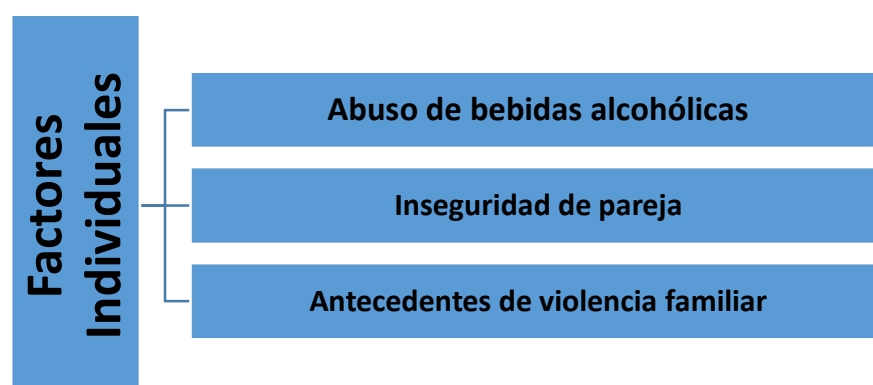 Factores
Individuales
Abuso de bebidas alcohólicas
Inseguridad de pareja
Antecedentes de violencia familiar